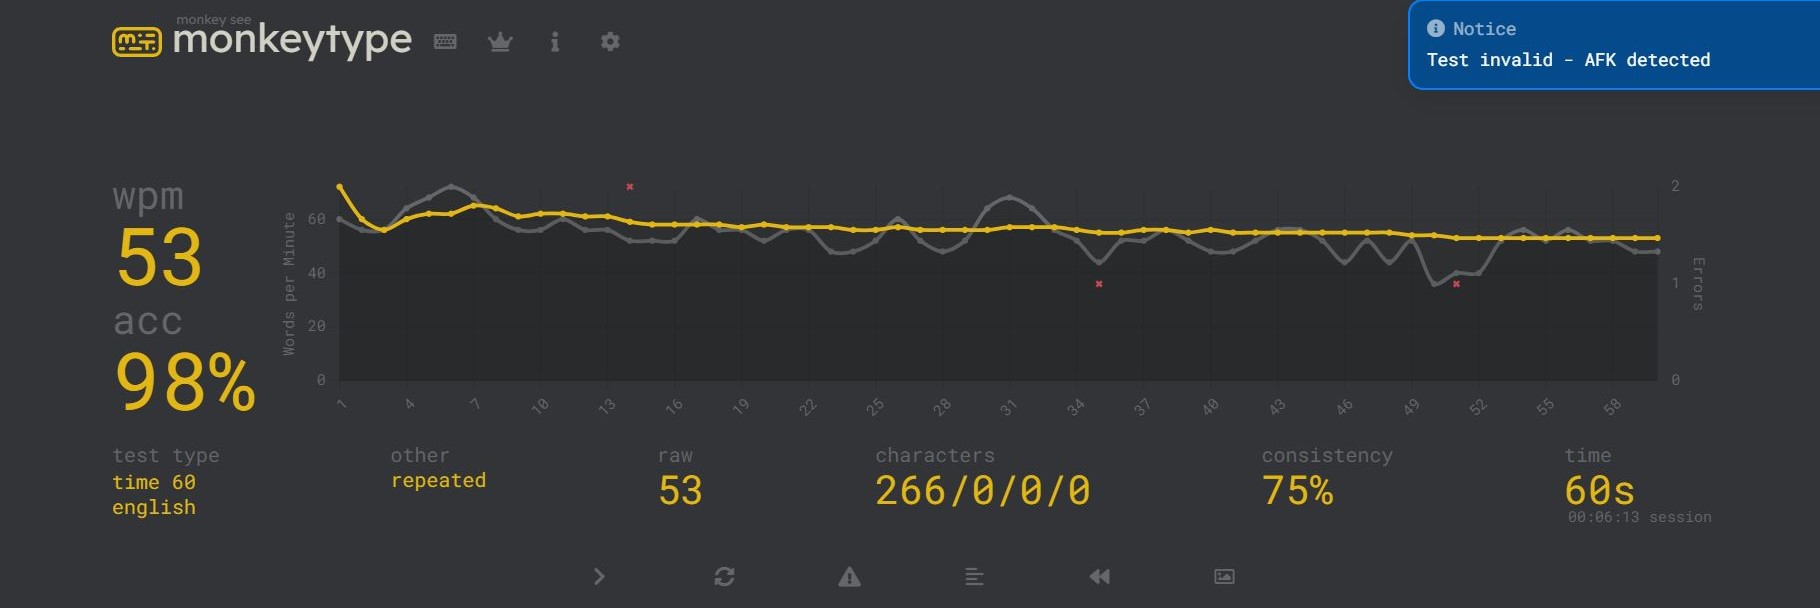 monkey see
monkeytype
Notice
Test invalid - AFK detected
wpm
53
acc
98%
Words per Minute
60
40
20
0
2
1
0
Errors
1 4 7 10 13 16 19 22 25 28 31 34 37 40 43 46 49 52 55 58
test type
time 60
english
other
repeated
raw
53
characters
266/0/0/0
consistency
75%
time
60s
00:06:13 session